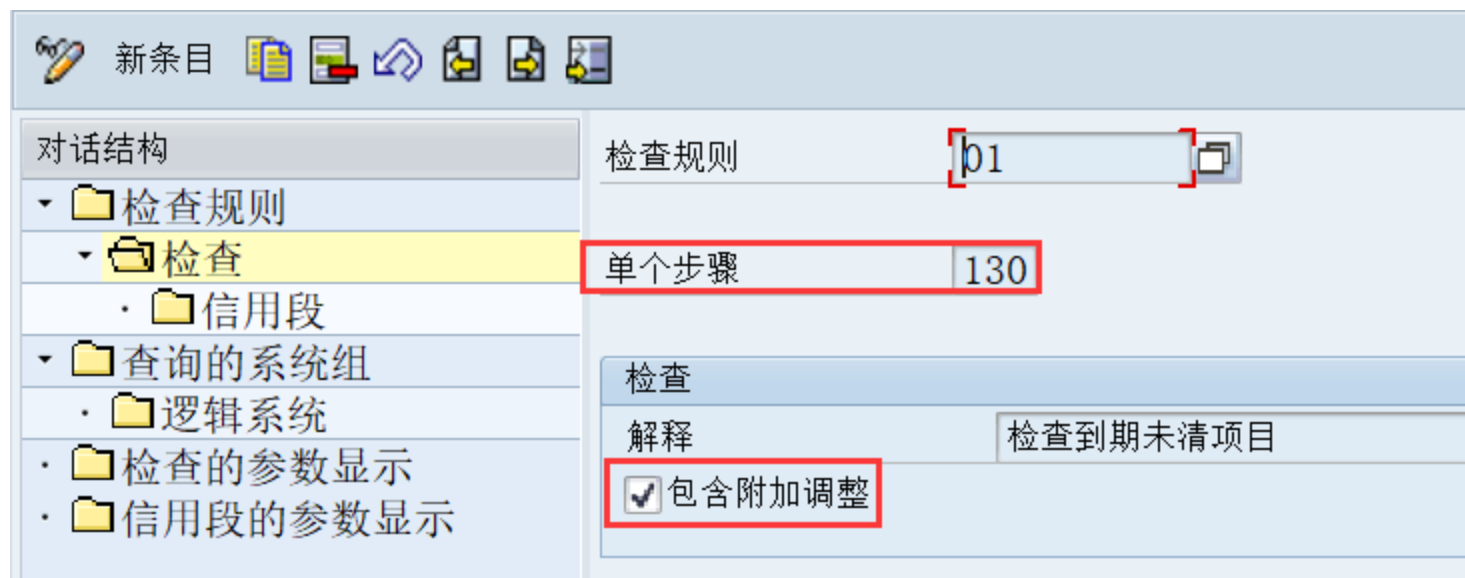 新条目
对话结构
检查规则
检查
信用段
查询的系统组
逻辑系统
检查的参数显示
信用段的参数显示
检查规则 01
单个步骤 130
检查
解释 检查到期未清项目
包含附加调整